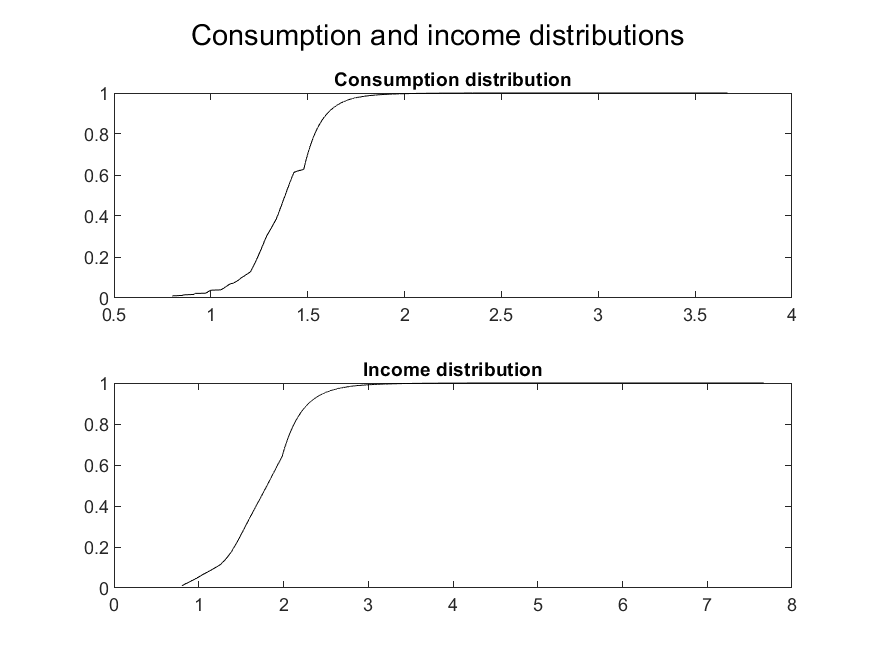 Consumption and income distributions
Consumption distribution
1
0.8
0.6
0.4
0.2
0
0.5 1 1.5 2 2.5 3 3.5 4
Income distribution
1
0.8
0.6
0.4
0.2
0
0 1 2 3 4 5 6 7 8